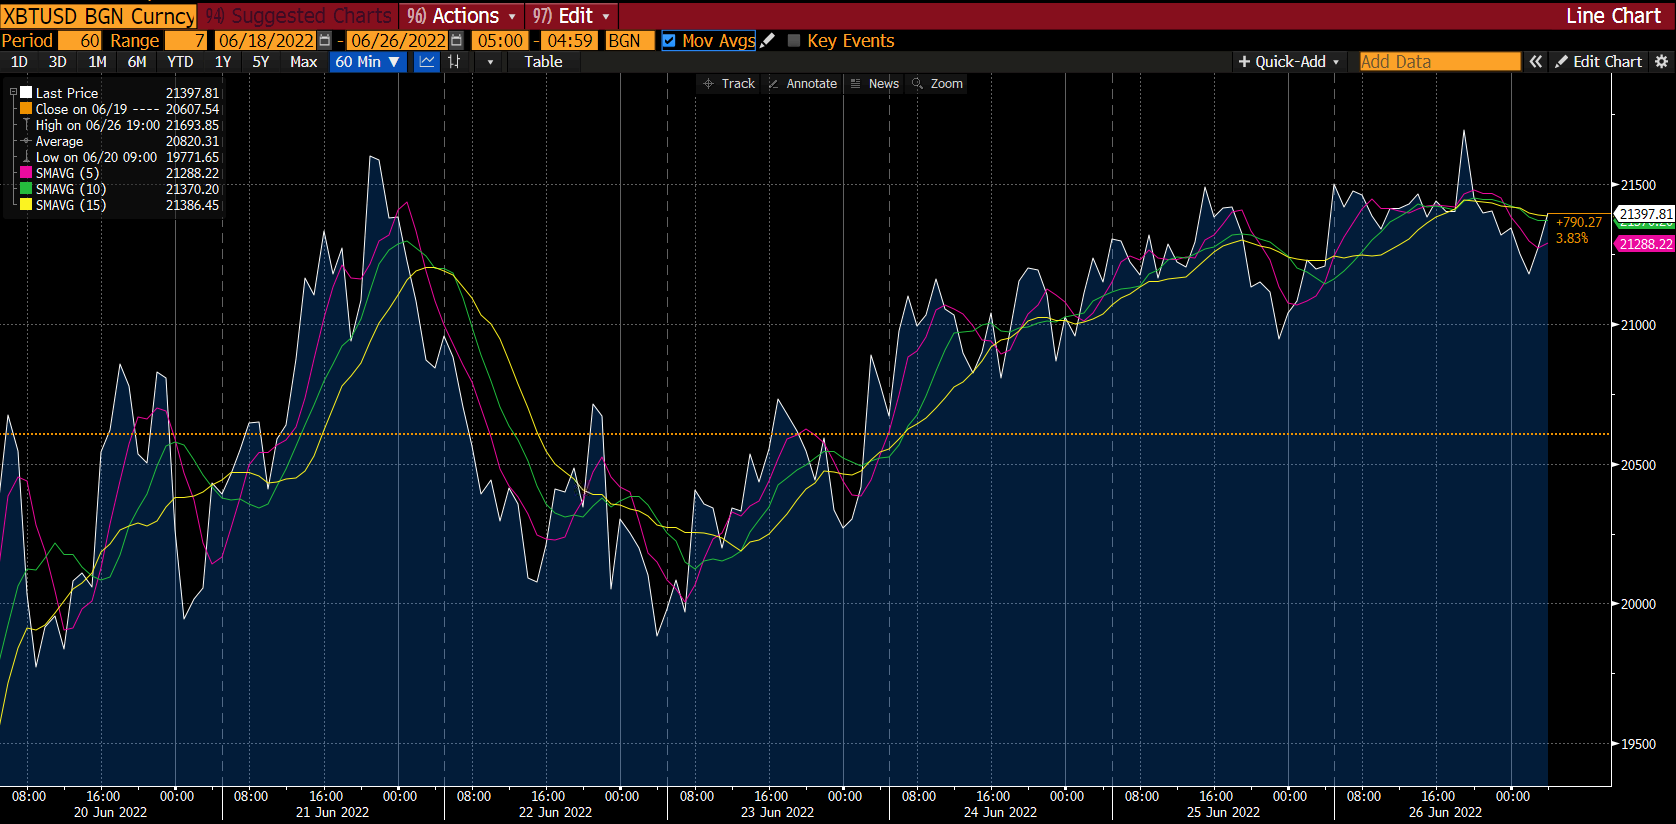 XBTUSD BGN Curncy 94) Suggested Charts 96) Actions 97) Edit Line Chart
Period 60 Range 7 06/18/2022 - 06/26/2022 05:00 - 04:59 BGN Mov Avgs Key Events
1D 3D 1M 6M YTD 1Y 5Y Max 60 Min ▼ Table + Quick-Add Add Data « Edit Chart
Track Annotate News Zoom
Last Price 21397.81
Close on 06/19 ---- 20607.54
High on 06/26 19:00 21693.85
Average 20820.31
Low on 06/20 09:00 19771.65
SMAVG (5) 21288.22
SMAVG (10) 21370.20
SMAVG (15) 21386.45
21500
21397.81
+790.27
3.83%
21288.22
21000
20500
20000
19500
08:00 16:00 00:00 08:00 16:00 00:00 08:00 16:00 00:00 08:00 16:00 00:00 08:00 16:00 00:00 08:00 16:00 00:00 08:00 16:00 00:00
20 Jun 2022 21 Jun 2022 22 Jun 2022 23 Jun 2022 24 Jun 2022 25 Jun 2022 26 Jun 2022